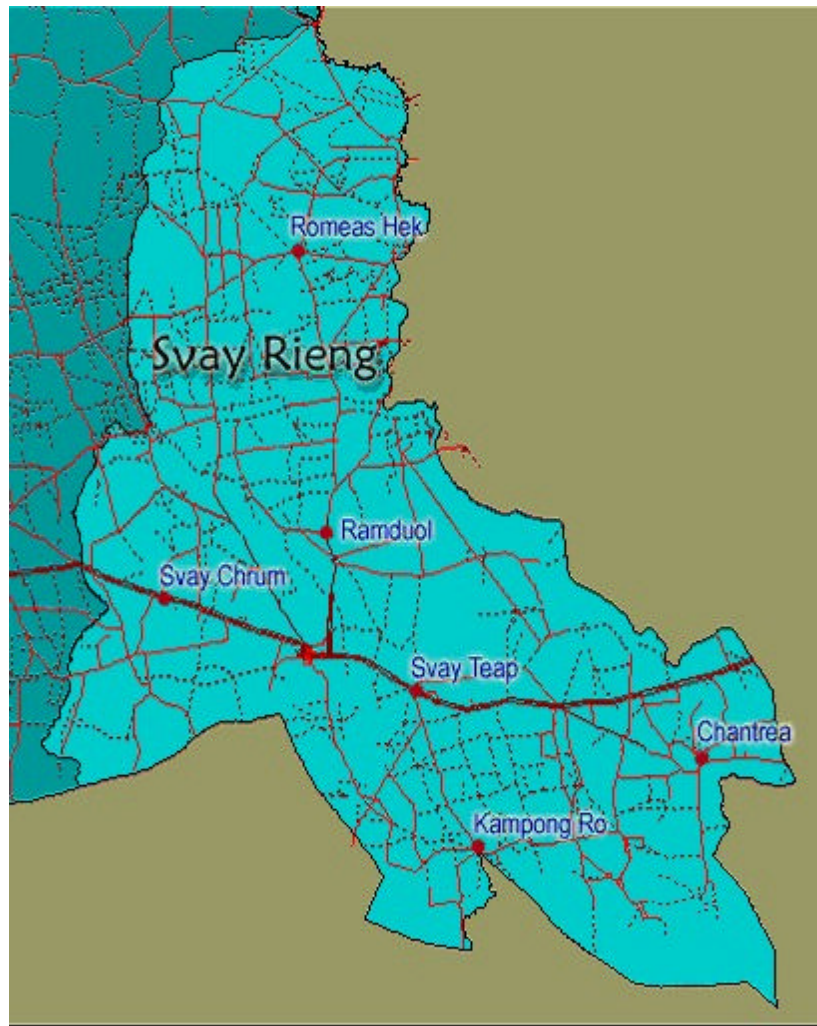 Romeas Hek
Svay Rieng
Ramduol
Svay Chrum
Svay Teap
Chantrea
Kampong Ro